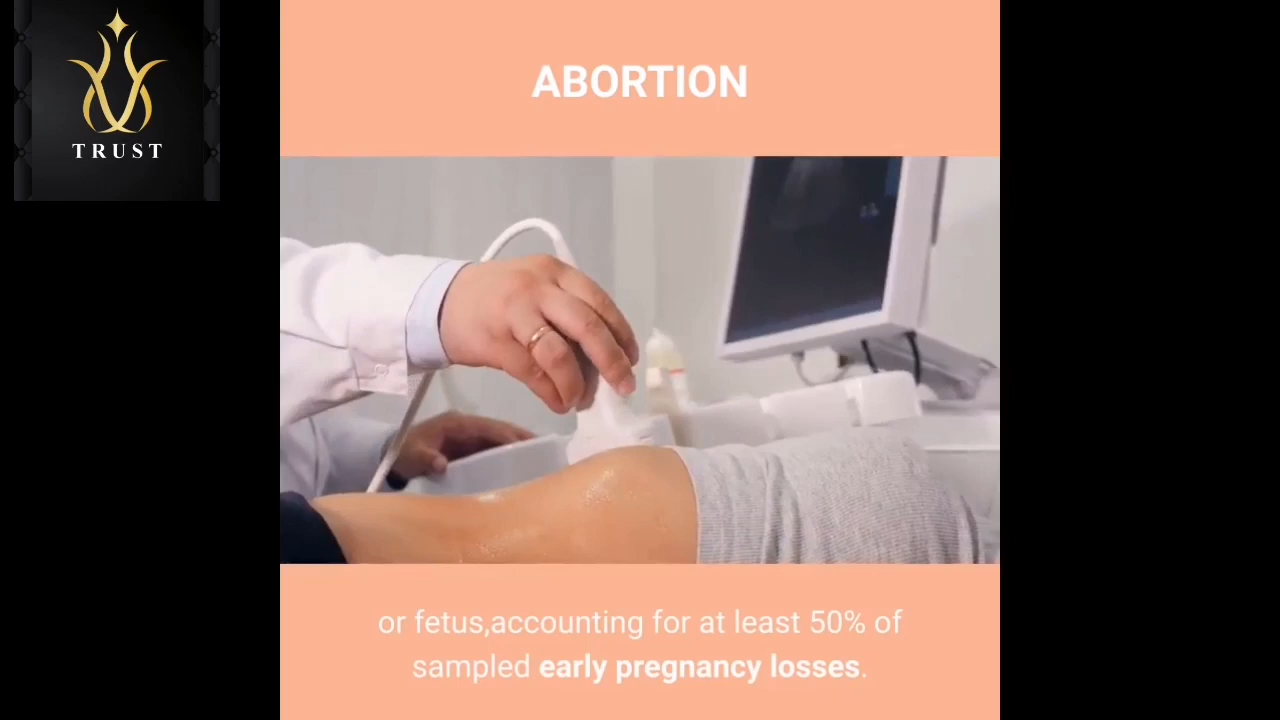 TRUST
ABORTION
or fetus,accounting for at least 50% of
sampled early pregnancy losses.